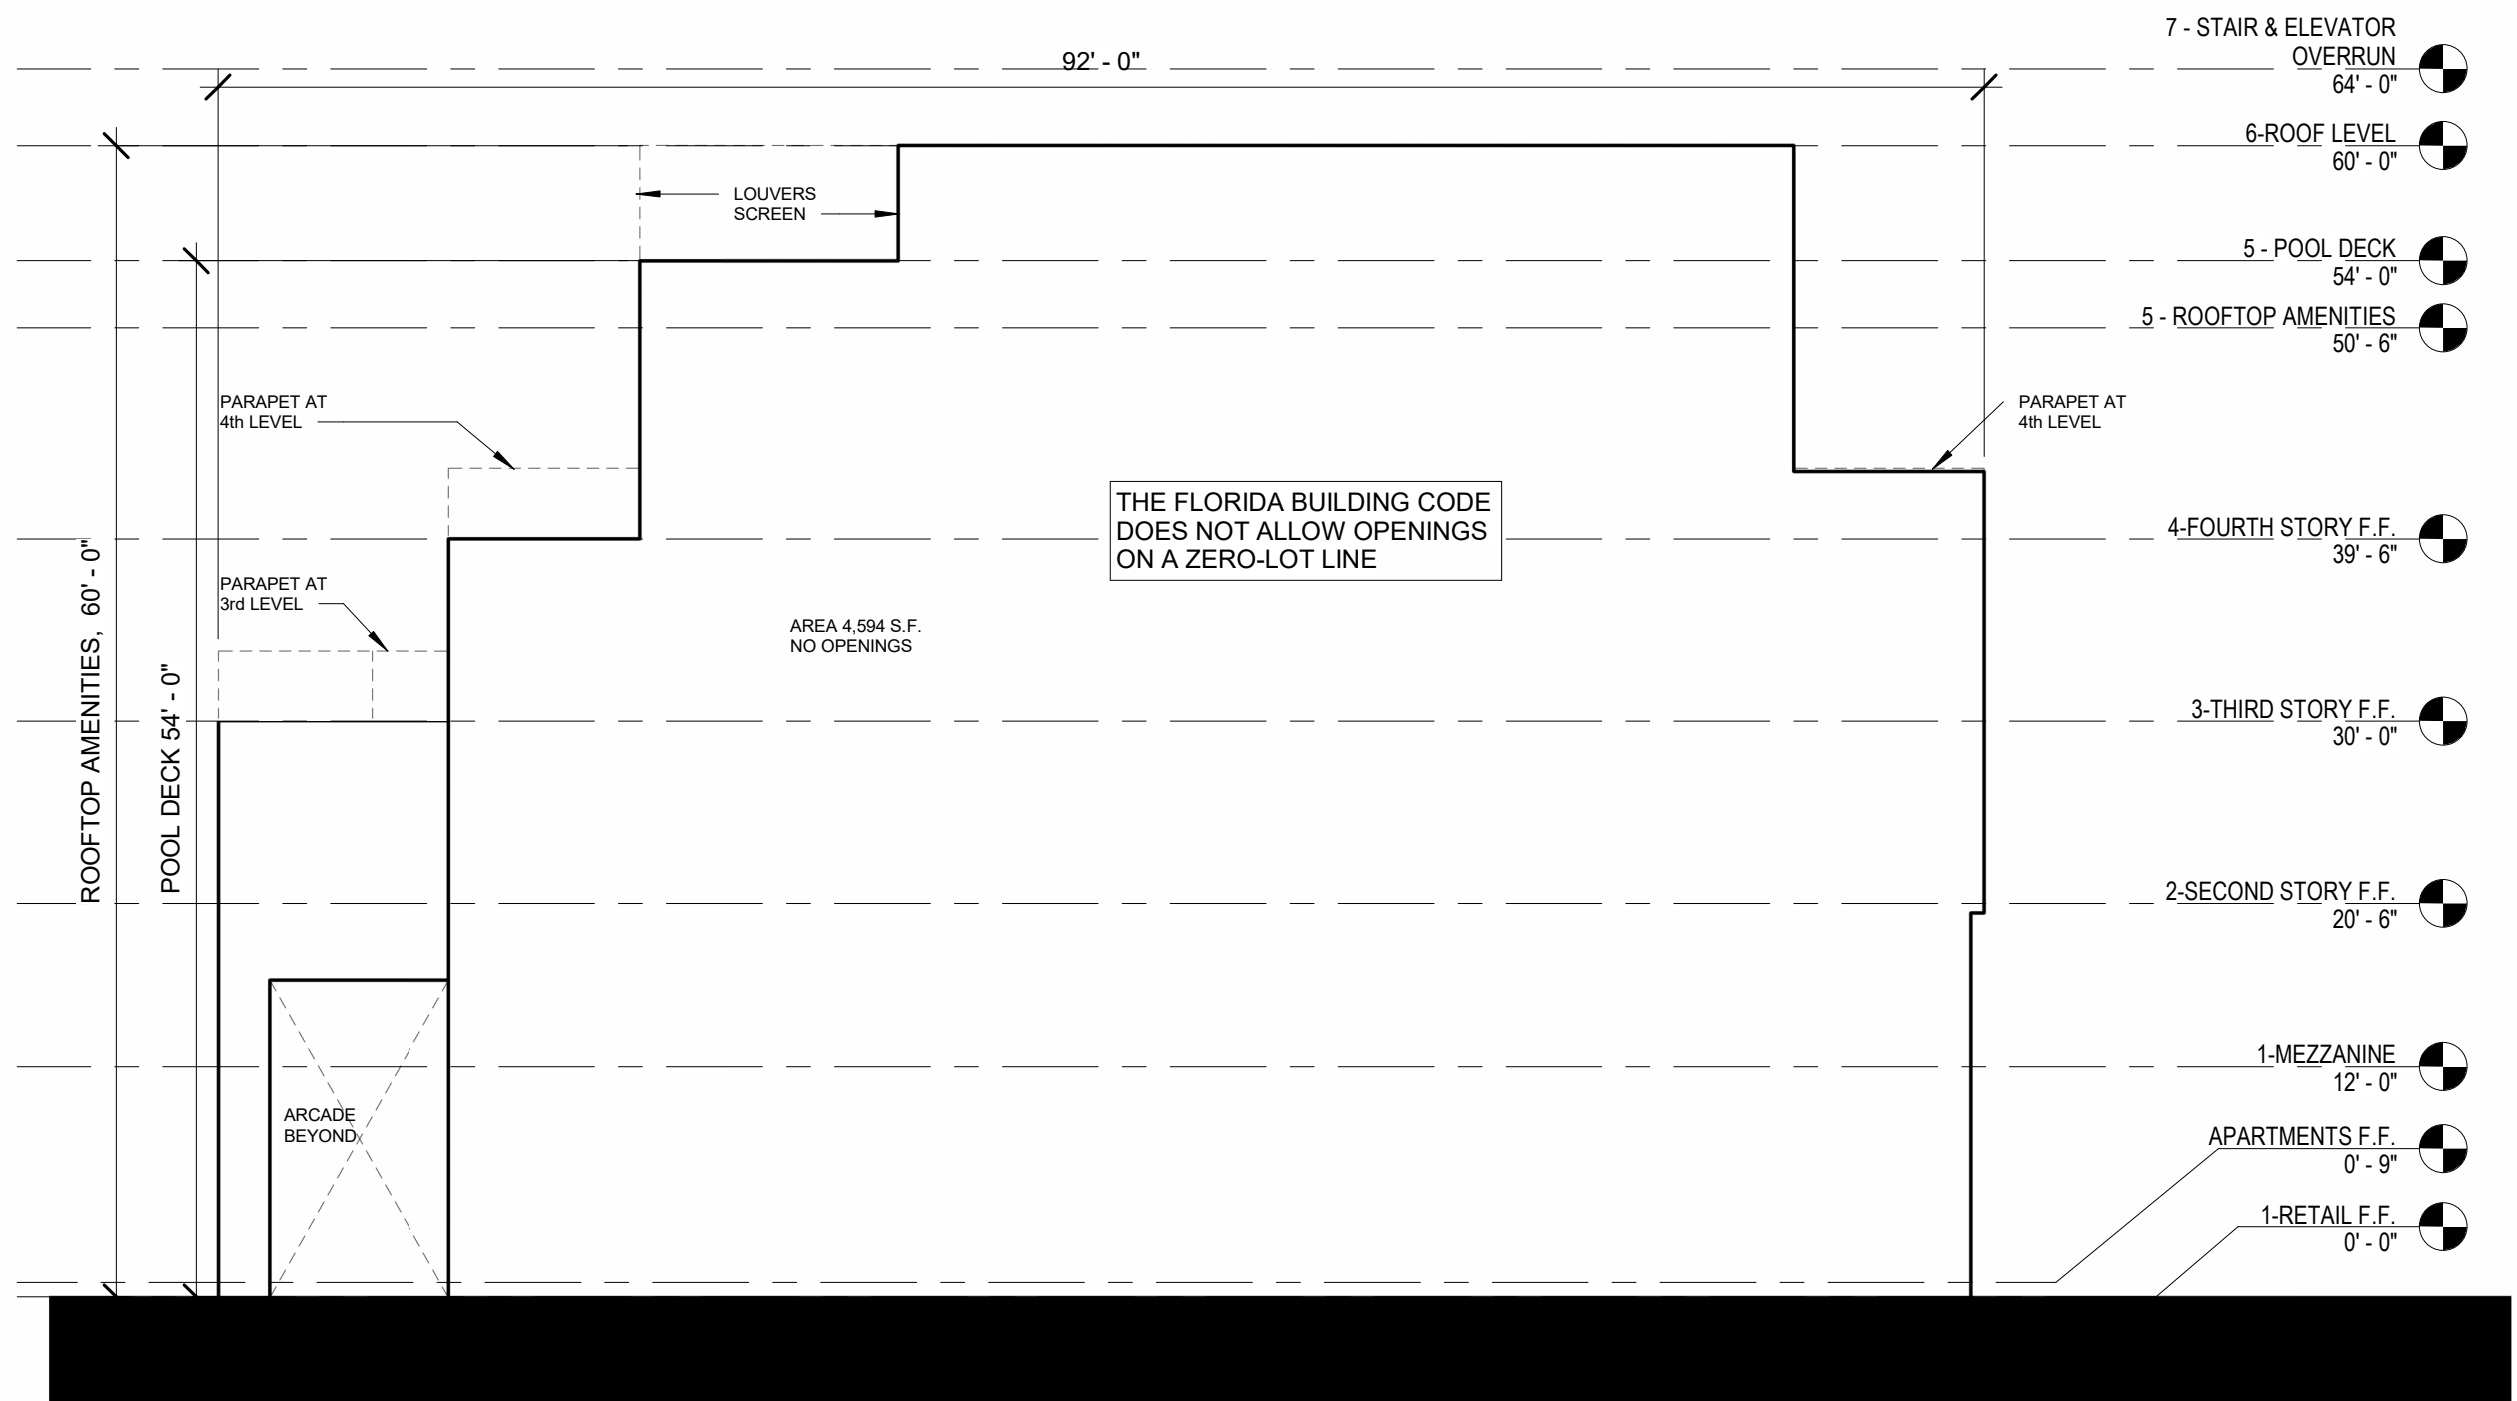 7 - STAIR & ELEVATOR
OVERRUN
64' - 0"
92' - 0"
6-ROOF LEVEL
60' - 0"
LOUVERS
SCREEN
5 - POOL DECK
54' - 0"
5 - ROOFTOP AMENITIES
50' - 6"
PARAPET AT
4th LEVEL
PARAPET AT
4th LEVEL
THE FLORIDA BUILDING CODE
DOES NOT ALLOW OPENINGS
ON A ZERO-LOT LINE
4-FOURTH STORY F.F.
39' - 6"
ROOFTOP AMENITIES, 60' - 0"
POOL DECK 54' - 0"
PARAPET AT
3rd LEVEL
AREA 4,594 S.F.
NO OPENINGS
3-THIRD STORY F.F.
30' - 0"
2-SECOND STORY F.F.
20' - 6"
1-MEZZANINE
12' - 0"
ARCADE
BEYOND
APARTMENTS F.F.
0' - 9"
1-RETAIL F.F.
0' - 0"